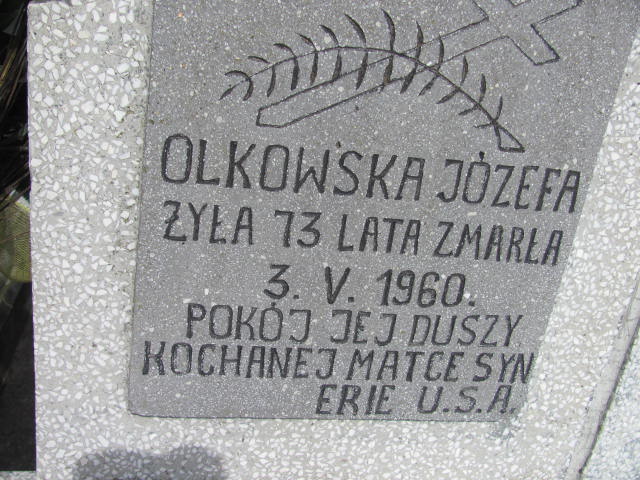 OLKOWSKA JÓZEFA
ŻYŁA 73 LATA ZMARŁA
3. V. 1960.
POKÓJ JEJ DUSZY
KOCHANEJ MATCE SYN
ERIE U.S.A.